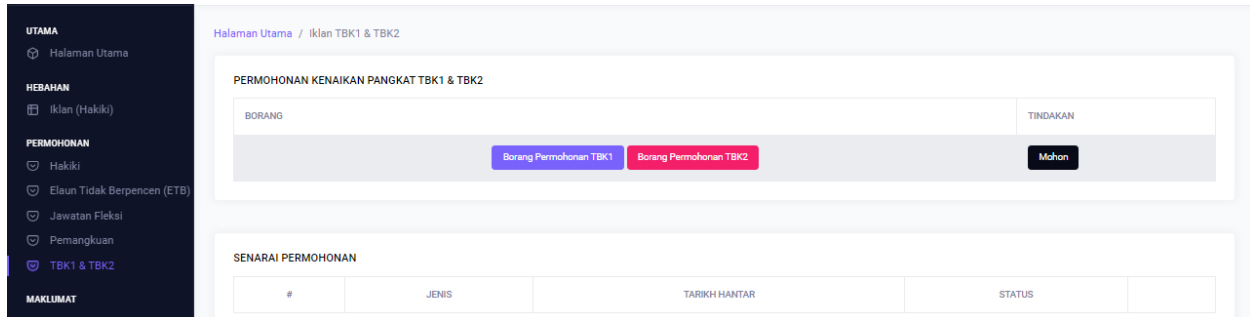 UTAMA
Halaman Utama
HEBAHAN
Iklan (Hakiki)
PERMOHONAN
Hakiki
Elaun Tidak Berpencen (ETB)
Jawatan Fleksi
Pemangkuan
TBK1 & TBK2
MAKLUMAT
Halaman Utama / Iklan TBK1 & TBK2
PERMOHONAN KENAIKAN PANGKAT TBK1 & TBK2
BORANG TINDAKAN
Borang Permohonan TBK1 Borang Permohonan TBK2 Mohon
SENARAI PERMOHONAN
# JENIS TARIKH HANTAR STATUS